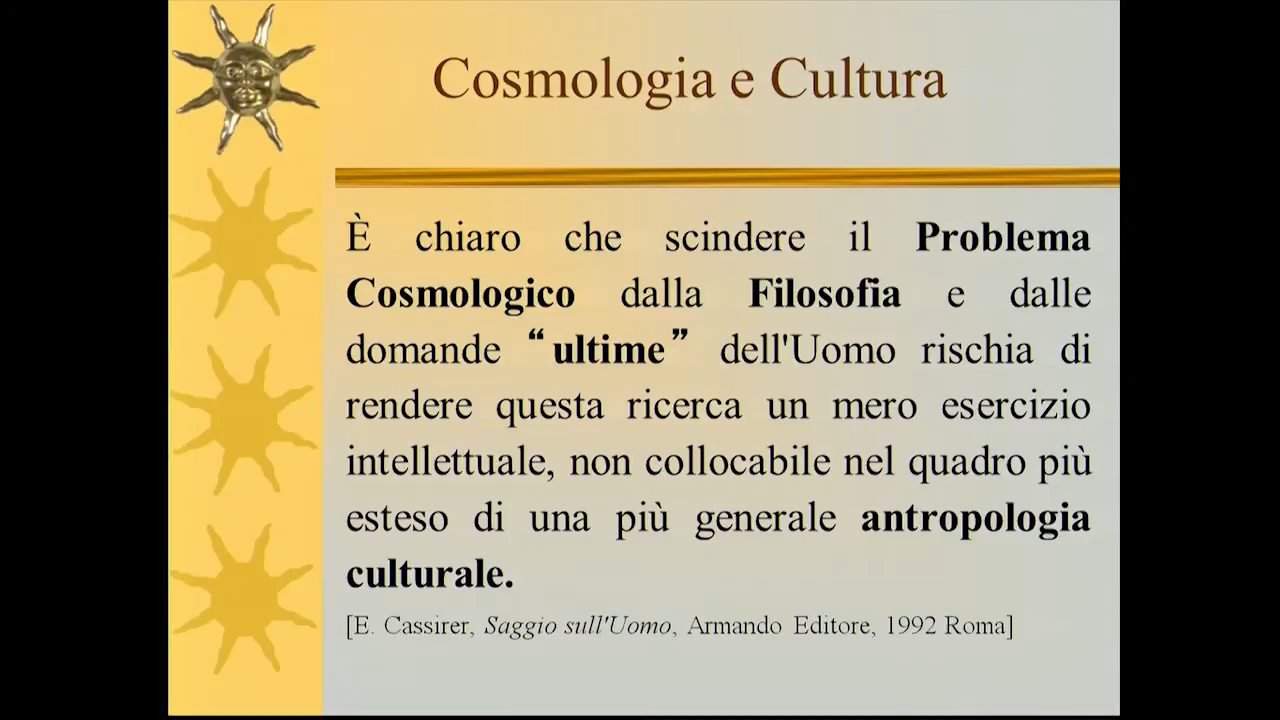 Cosmologia e Cultura
È chiaro che scindere il Problema
Cosmologico dalla Filosofia e dalle
domande “ultime” dell'Uomo rischia di
rendere questa ricerca un mero esercizio
intellettuale, non collocabile nel quadro più
esteso di una più generale antropologia
culturale.
[E. Cassirer, Saggio sull'Uomo, Armando Editore, 1992 Roma]